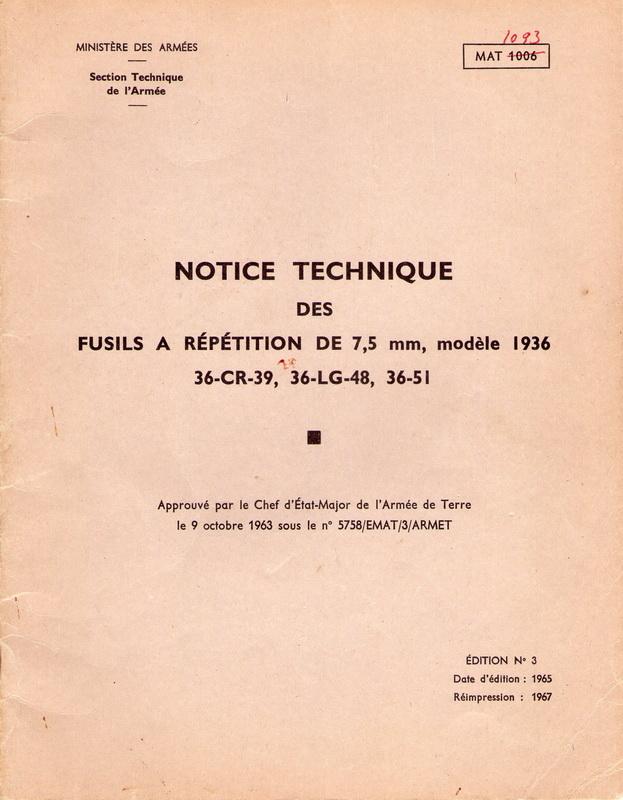 MINISTÈRE DES ARMÉES
Section Technique
de l'Armée
1093
MAT 1006
NOTICE TECHNIQUE
DES
FUSILS A RÉPÉTITION DE 7,5 mm, modèle 1936
36-CR-39, 36-LG-48, 36-51
Approuvé par le Chef d'État-Major de l'Armée de Terre
le 9 octobre 1963 sous le n° 5758/EMAT/3/ARMET
ÉDITION N° 3
Date d'édition : 1965
Réimpression : 1967